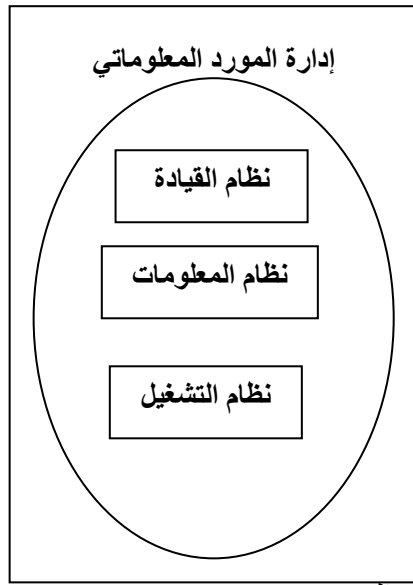 إدارة المورد المعلوماتي
نظام القيادة
نظام المعلومات
نظام التشغيل